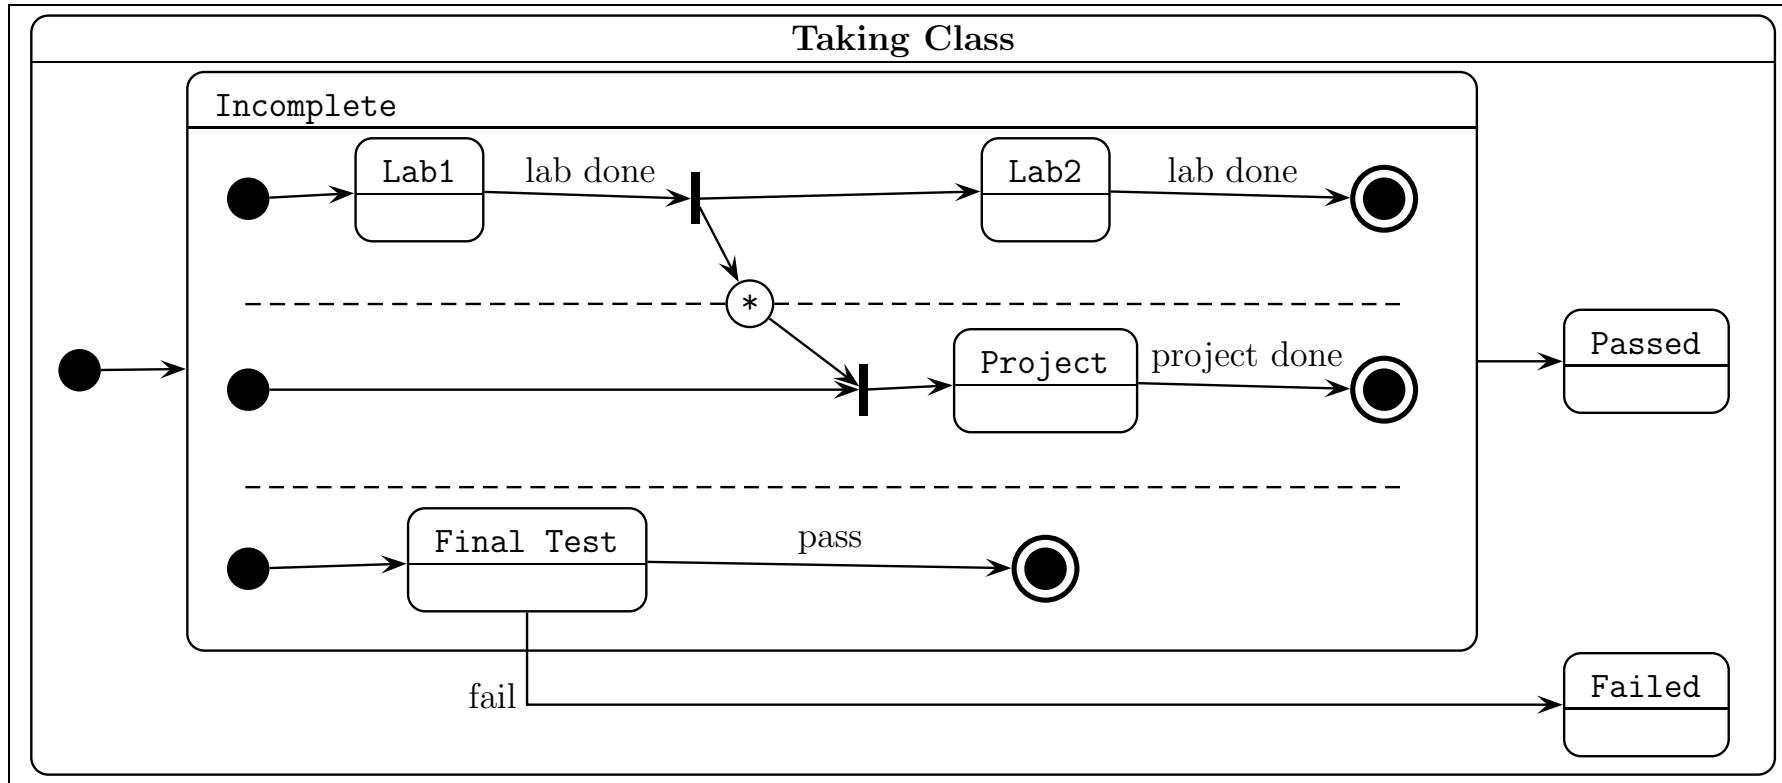 Taking Class
Incomplete
Lab1
lab done
Lab2
lab done
*
Project
project done
Passed
Final Test
pass
fail
Failed